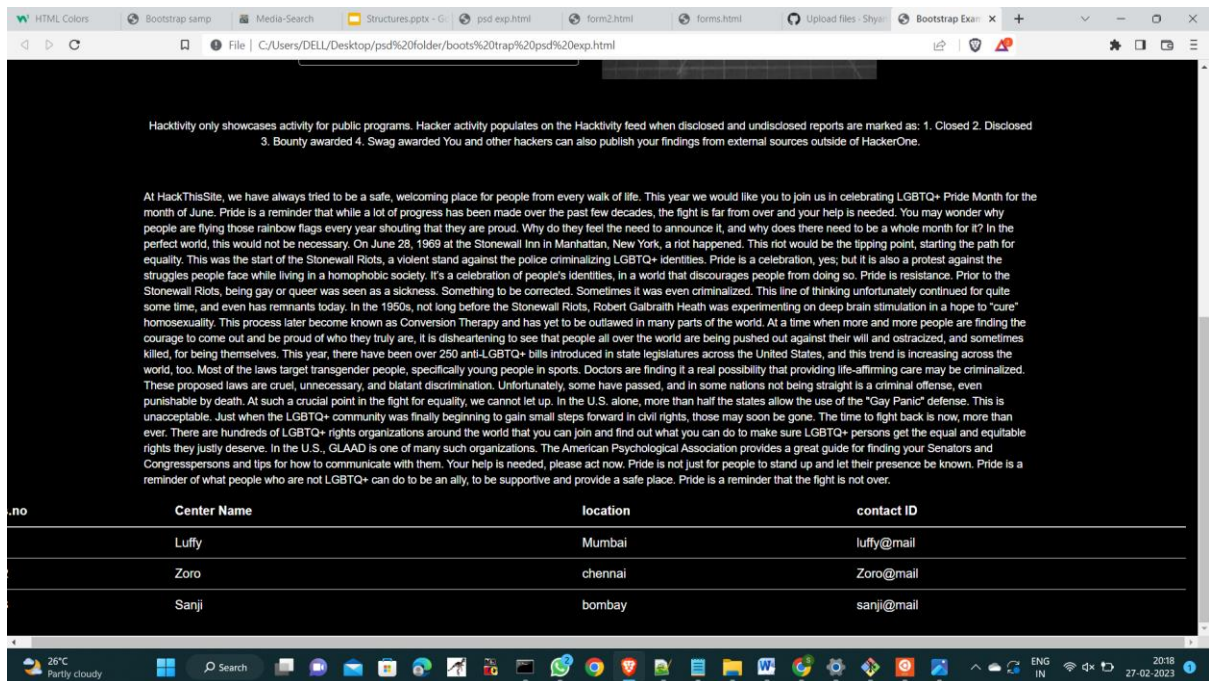 HTML Colors
Bootstrap samp
Media-Search
Structures.pptx - Go
psd exp.html
form2.html
forms.html
Upload files · Shyam
Bootstrap Exan
File | C:/Users/DELL/Desktop/psd%20folder/boots%20trap%20psd%20exp.html
Hacktivity only showcases activity for public programs. Hacker activity populates on the Hacktivity feed when disclosed and undisclosed reports are marked as: 1. Closed 2. Disclosed
3. Bounty awarded 4. Swag awarded You and other hackers can also publish your findings from external sources outside of HackerOne.
At HackThisSite, we have always tried to be a safe, welcoming place for people from every walk of life. This year we would like you to join us in celebrating LGBTQ+ Pride Month for the
month of June. Pride is a reminder that while a lot of progress has been made over the past few decades, the fight is far from over and your help is needed. You may wonder why
people are flying those rainbow flags every year shouting that they are proud. Why do they feel the need to announce it, and why does there need to be a whole month for it? In the
perfect world, this would not be necessary. On June 28, 1969 at the Stonewall Inn in Manhattan, New York, a riot happened. This riot would be the tipping point, starting the path for
equality. This was the start of the Stonewall Riots, a violent stand against the police criminalizing LGBTQ+ identities. Pride is a celebration, yes; but it is also a protest against the
struggles people face while living in a homophobic society. It's a celebration of people's identities, in a world that discourages people from doing so. Pride is resistance. Prior to the
Stonewall Riots, being gay or queer was seen as a sickness. Something to be corrected. Sometimes it was even criminalized. This line of thinking unfortunately continued for quite
some time, and even has remnants today. In the 1950s, not long before the Stonewall Riots, Robert Galbraith Heath was experimenting on deep brain stimulation in a hope to “cure”
homosexuality. This process later become known as Conversion Therapy and has yet to be outlawed in many parts of the world. At a time when more and more people are finding the
courage to come out and be proud of who they truly are, it is disheartening to see that people all over the world are being pushed out against their will and ostracized, and sometimes
killed, for being themselves. This year, there have been over 250 anti-LGBTQ+ bills introduced in state legislatures across the United States, and this trend is increasing across the
world, too. Most of the laws target transgender people, specifically young people in sports. Doctors are finding it a real possibility that providing life-affirming care may be criminalized.
These proposed laws are cruel, unnecessary, and blatant discrimination. Unfortunately, some have passed, and in some nations not being straight is a criminal offense, even
punishable by death. At such a crucial point in the fight for equality, we cannot let up. In the U.S. alone, more than half the states allow the use of the "Gay Panic" defense. This is
unacceptable. Just when the LGBTQ+ community was finally beginning to gain small steps forward in civil rights, those may soon be gone. The time to fight back is now, more than
ever. There are hundreds of LGBTQ+ rights organizations around the world that you can join and find out what you can do to make sure LGBTQ+ persons get the equal and equitable
rights they justly deserve. In the U.S., GLAAD is one of many such organizations. The American Psychological Association provides a great guide for finding your Senators and
Congresspersons and tips for how to communicate with them. Your help is needed, please act now. Pride is not just for people to stand up and let their presence be known. Pride is a
reminder of what people who are not LGBTQ+ can do to be an ally, to be supportive and provide a safe place. Pride is a reminder that the fight is not over.
.no Center Name location contact ID
Luffy Mumbai luffy@mail
Zoro chennai Zoro@mail
Sanji bombay sanji@mail
26°C
Partly cloudy
Search
ENG
IN
20:18
27-02-2023